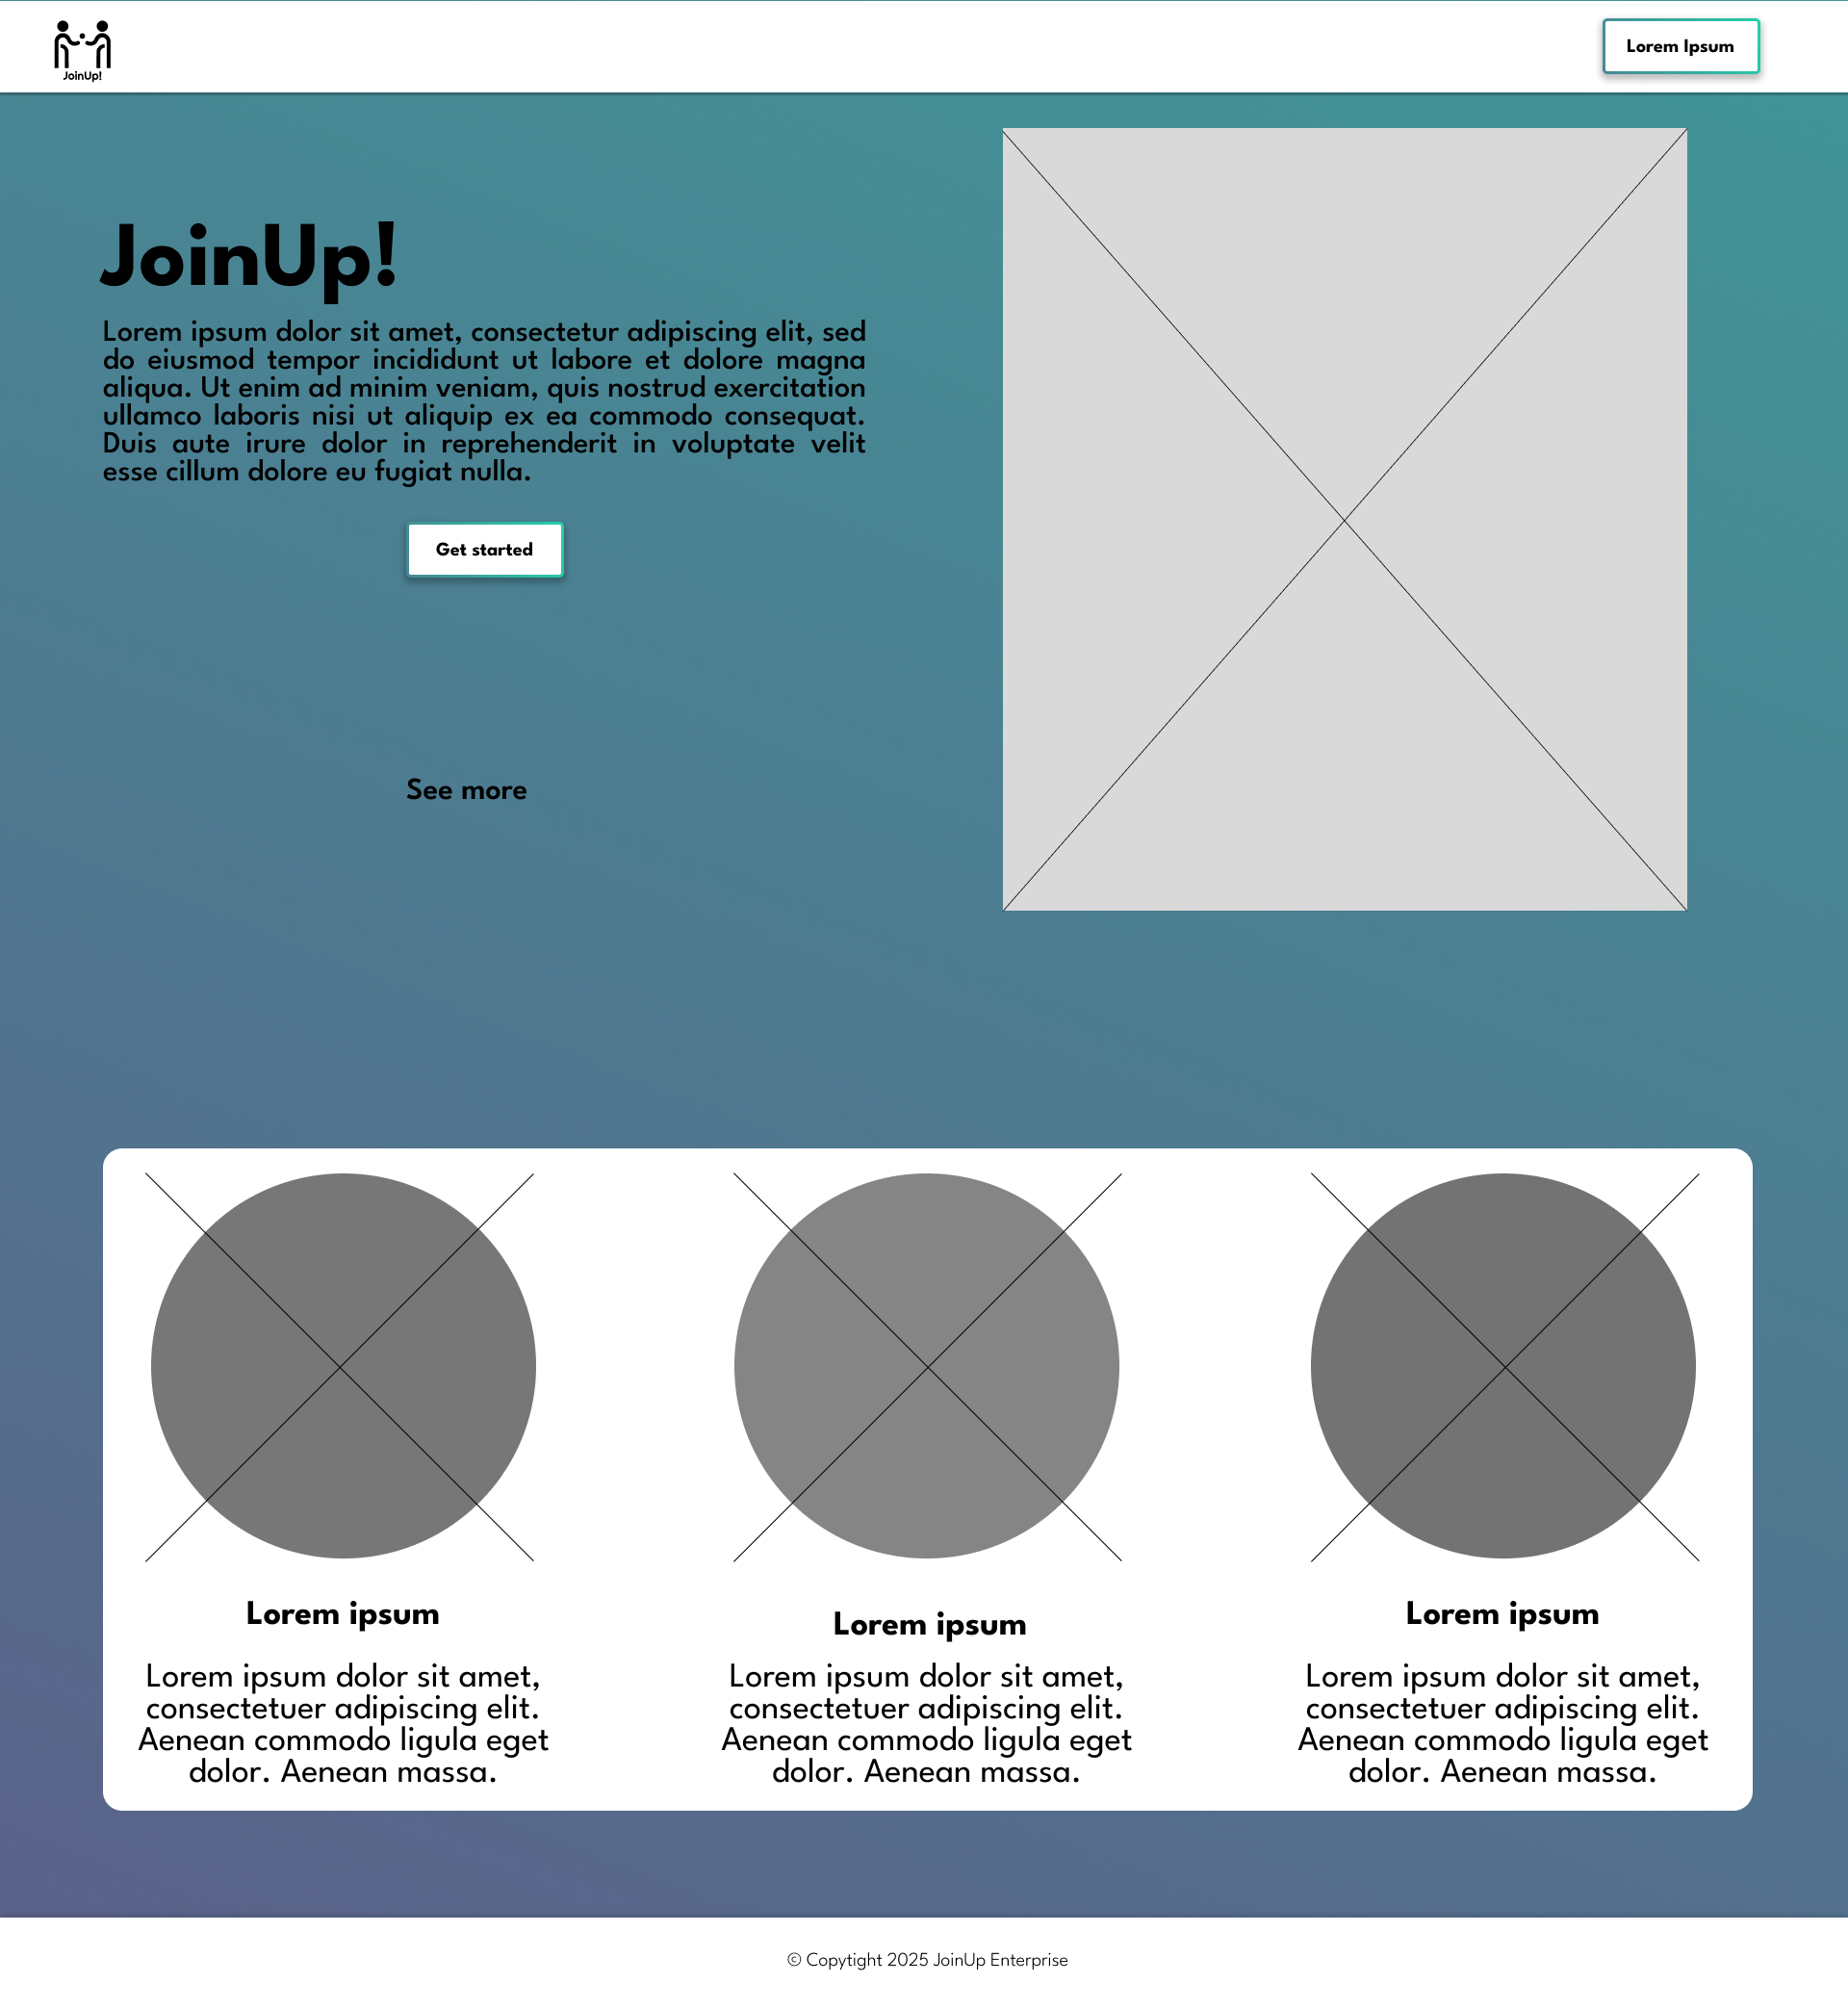 JoinUp!
Lorem Ipsum
JoinUp!
Lorem ipsum dolor sit amet, consectetur adipiscing elit, sed
do eiusmod tempor incididunt ut labore et dolore magna
aliqua. Ut enim ad minim veniam, quis nostrud exercitation
ullamco laboris nisi ut aliquip ex ea commodo consequat.
Duis aute irure dolor in reprehenderit in voluptate velit
esse cillum dolore eu fugiat nulla.
Get started
See more
Lorem ipsum
Lorem ipsum dolor sit amet,
consectetuer adipiscing elit.
Aenean commodo ligula eget
dolor. Aenean massa.
Lorem ipsum
Lorem ipsum dolor sit amet,
consectetuer adipiscing elit.
Aenean commodo ligula eget
dolor. Aenean massa.
Lorem ipsum
Lorem ipsum dolor sit amet,
consectetuer adipiscing elit.
Aenean commodo ligula eget
dolor. Aenean massa.
© Copytight 2025 JoinUp Enterprise